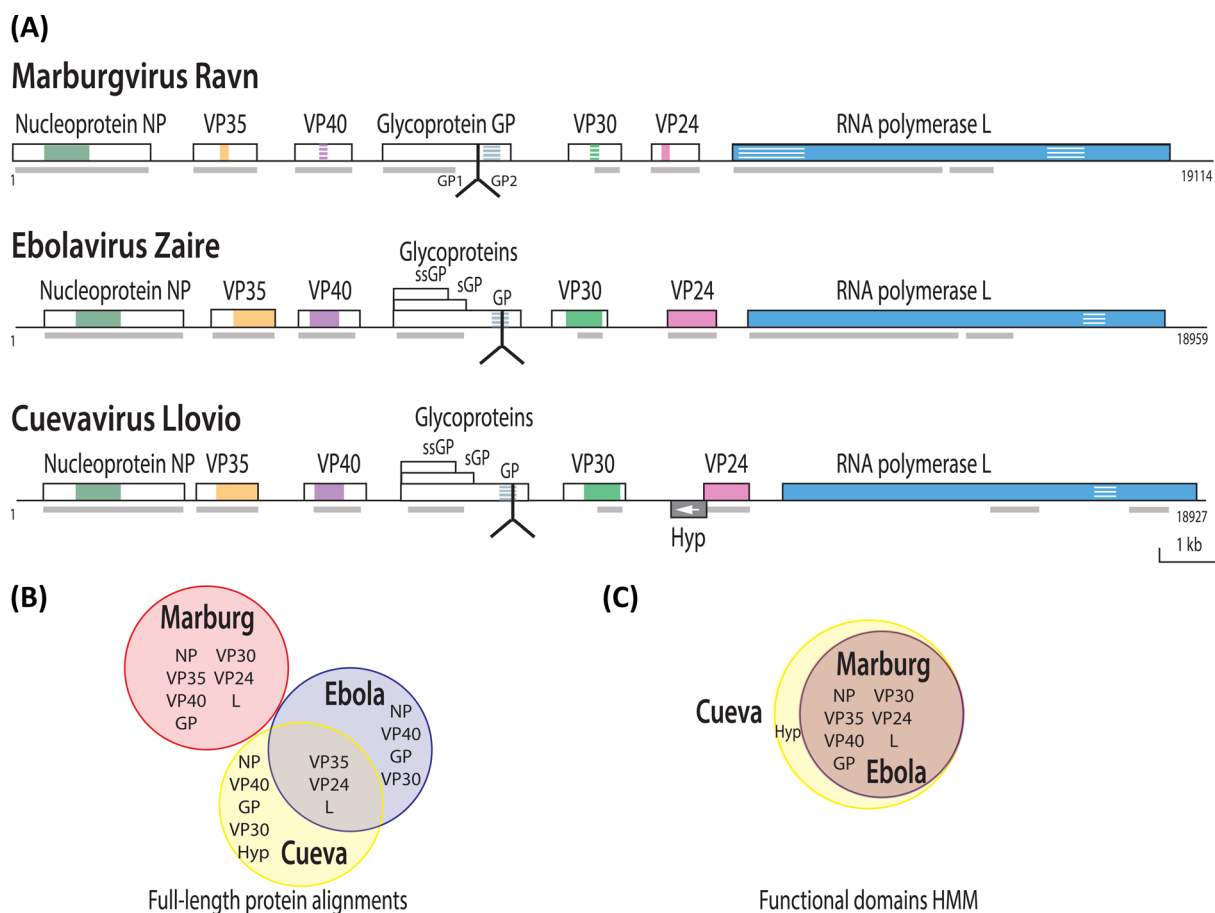 (A)
Marburgvirus Ravn
Nucleoprotein NP VP35 VP40 Glycoprotein GP VP30 VP24 RNA polymerase L
GP1 GP2
1 19114
Ebolavirus Zaire
Glycoproteins
ssGP
sGP
Nucleoprotein NP VP35 VP40 GP VP30 VP24 RNA polymerase L
1 18959
Cuevavirus Llovio
Glycoproteins
ssGP
sGP
Nucleoprotein NP VP35 VP40 GP VP30 VP24 RNA polymerase L
1 18927
Hyp
1 kb
(B)
Marburg
NP VP30
VP35 VP24
VP40 L
GP
Ebola
NP
VP40
GP
VP30
VP35
VP24
L
NP
VP40
GP
VP30
Hyp
Cueva
Full-length protein alignments
(C)
Cueva
Hyp
Marburg
NP VP30
VP35 VP24
VP40 L
GP
Ebola
Functional domains HMM